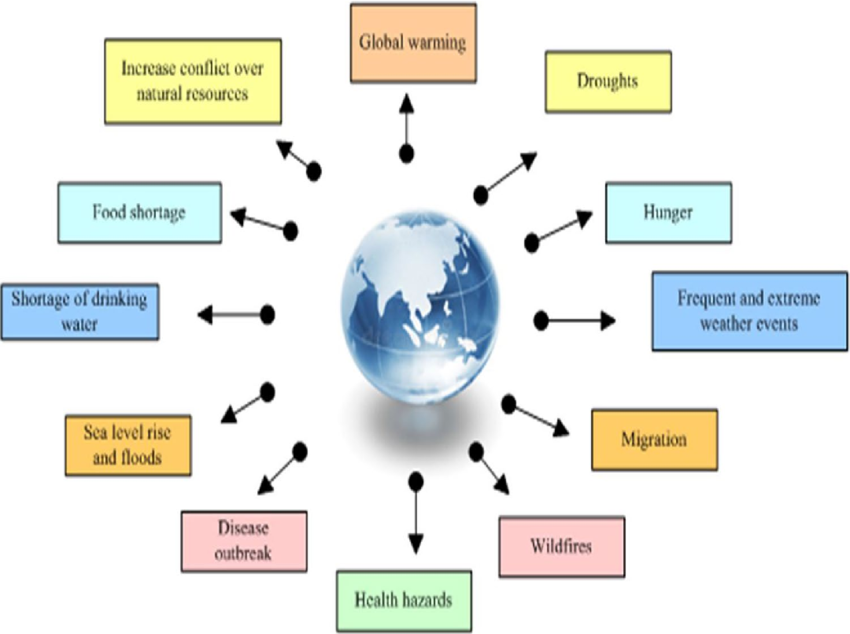 Global warming
Increase conflict over
natural resources
Droughts
Food shortage
Hunger
Shortage of drinking
water
Frequent and extreme
weather events
Sea level rise
and floods
Migration
Disease
outbreak
Wildfires
Health hazards